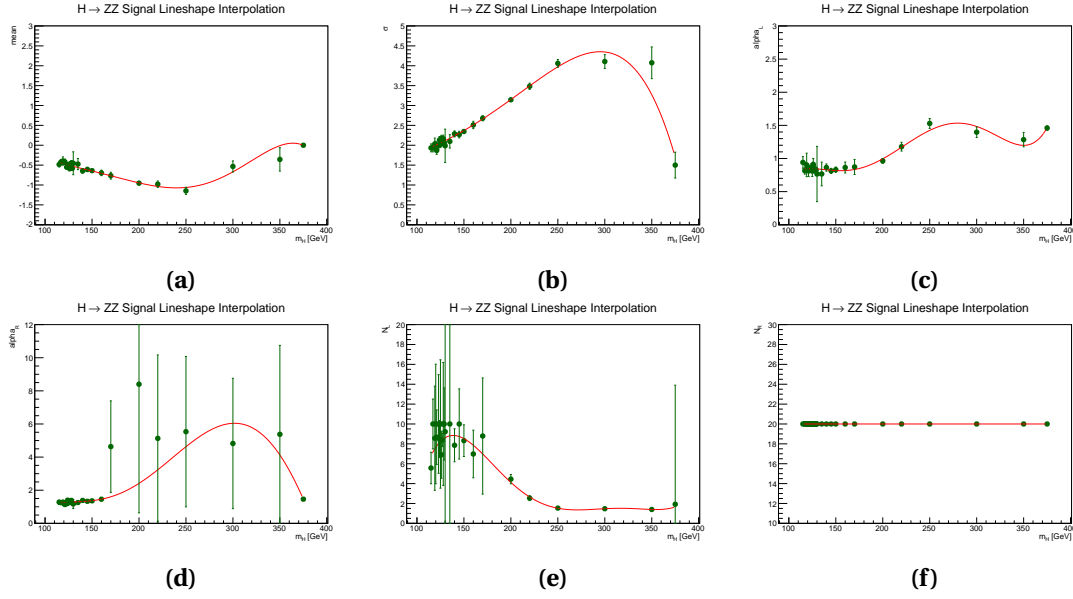 H → ZZ Signal Lineshape Interpolation
mean
3
2.5
2
1.5
1
0.5
0
-0.5
-1
-1.5
-2
100 150 200 250 300 350 400
m_H [GeV]
(a)
H → ZZ Signal Lineshape Interpolation
σ
5
4.5
4
3.5
3
2.5
2
1.5
1
0.5
0
100 150 200 250 300 350 400
m_H [GeV]
(b)
H → ZZ Signal Lineshape Interpolation
alpha_L
3
2.5
2
1.5
1
0.5
0
100 150 200 250 300 350 400
m_H [GeV]
(c)
H → ZZ Signal Lineshape Interpolation
alpha_R
12
10
8
6
4
2
0
100 150 200 250 300 350 400
m_H [GeV]
(d)
H → ZZ Signal Lineshape Interpolation
N_L
20
18
16
14
12
10
8
6
4
2
0
100 150 200 250 300 350 400
m_H [GeV]
(e)
H → ZZ Signal Lineshape Interpolation
N_R
30
28
26
24
22
20
18
16
14
12
10
100 150 200 250 300 350 400
m_H [GeV]
(f)